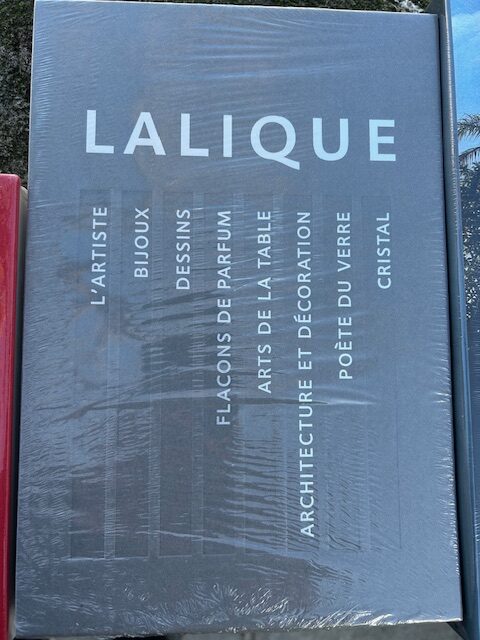 LALIQUE
L'ARTISTE
BIJOUX
DESSINS
FLACONS DE PARFUM
ARTS DE LA TABLE
ARCHITECTURE ET DÉCORATION
POÈTE DU VERRE
CRISTAL